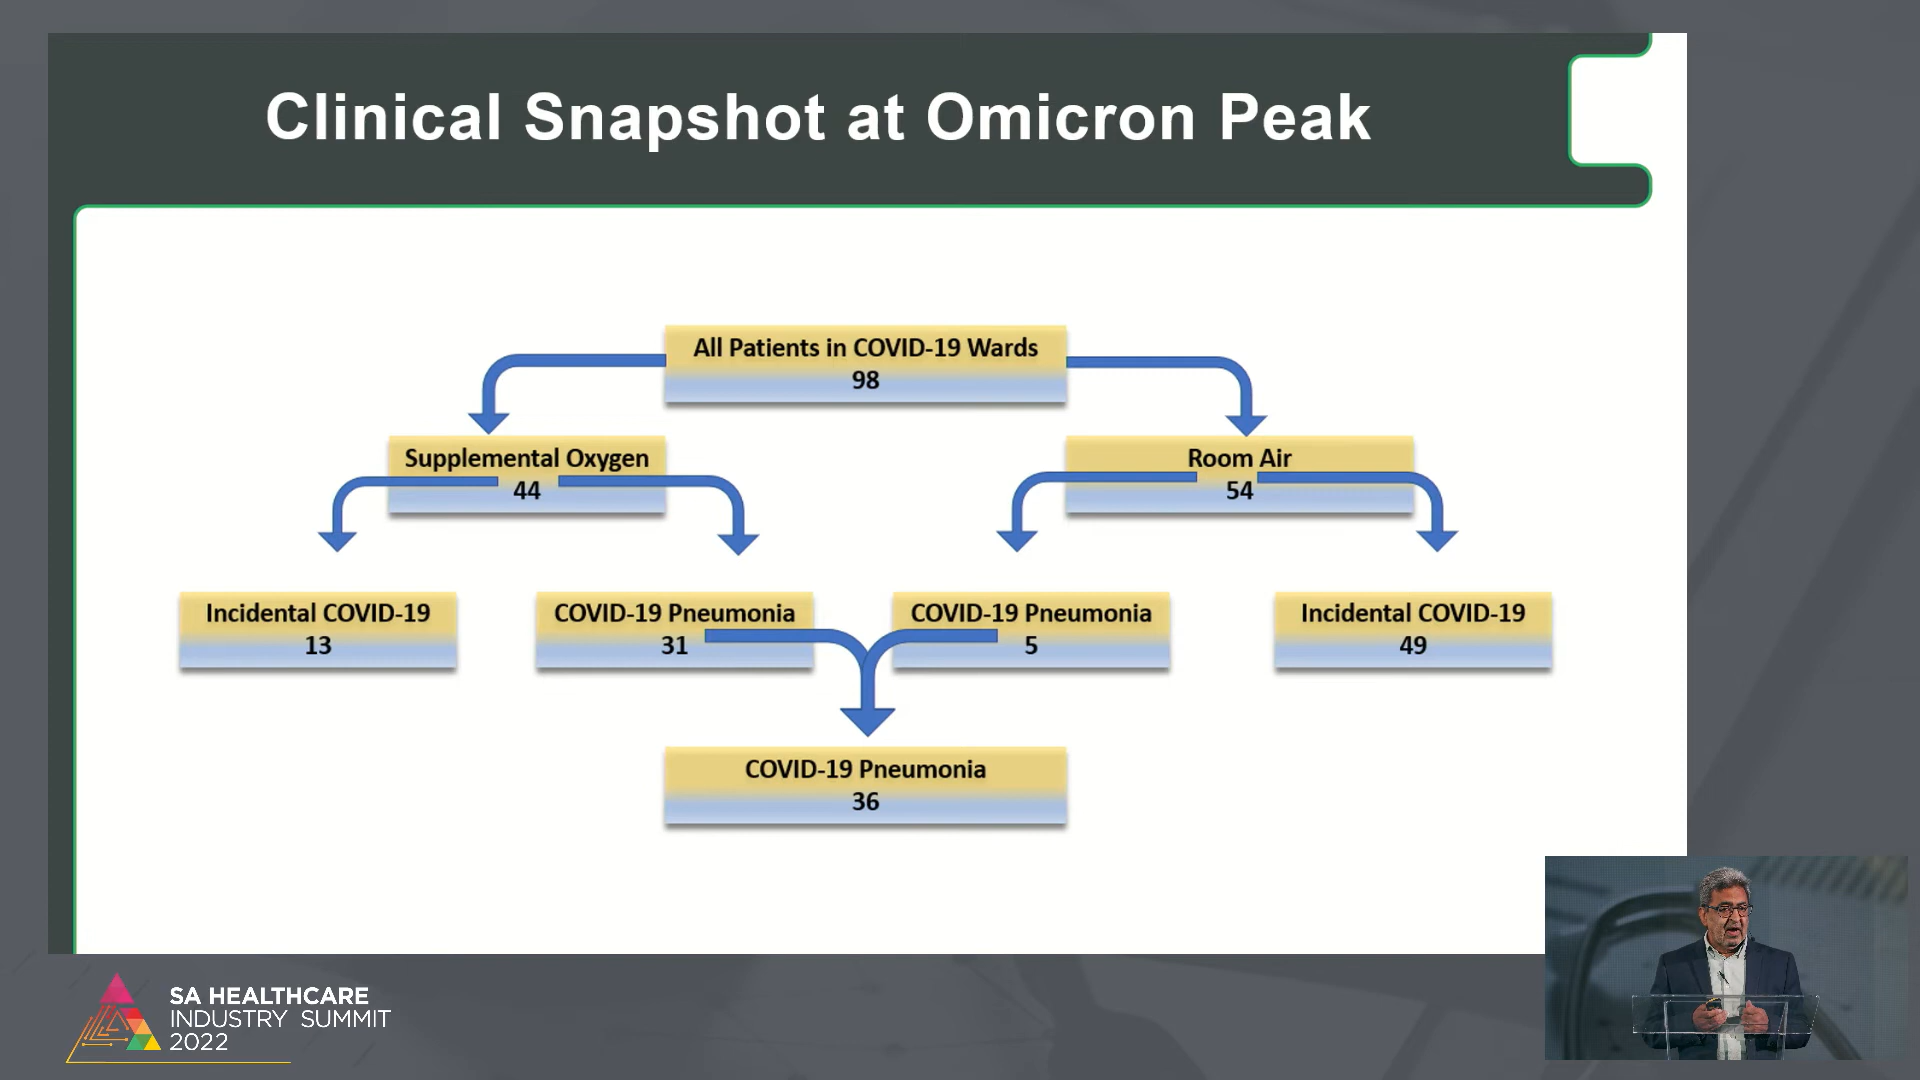 Clinical Snapshot at Omicron Peak
All Patients in COVID-19 Wards
98
Supplemental Oxygen
44
Room Air
54
Incidental COVID-19
13
COVID-19 Pneumonia
31
COVID-19 Pneumonia
5
Incidental COVID-19
49
COVID-19 Pneumonia
36
SA HEALTHCARE
INDUSTRY SUMMIT
2022